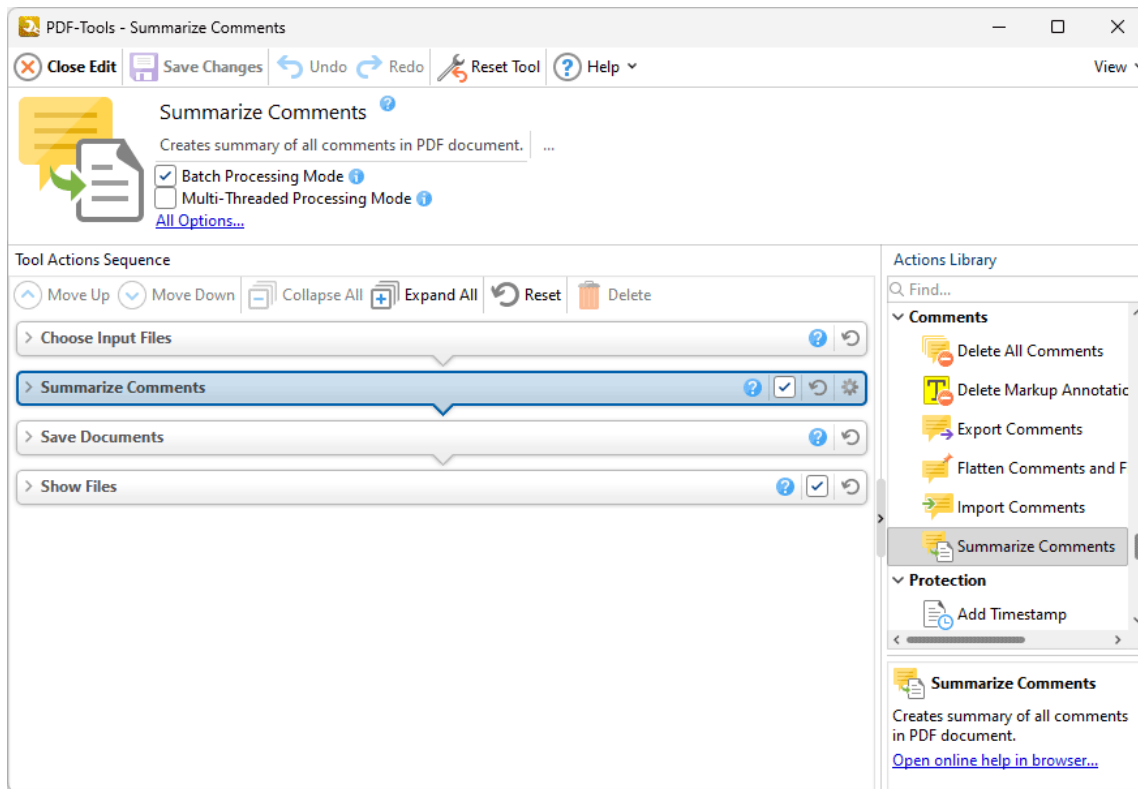 PDF-Tools - Summarize Comments
Close Edit Save Changes Undo Redo Reset Tool Help View
Summarize Comments
Creates summary of all comments in PDF document. ...
Batch Processing Mode
Multi-Threaded Processing Mode
All Options...
Tool Actions Sequence
Move Up Move Down Collapse All Expand All Reset Delete
Choose Input Files
Summarize Comments
Save Documents
Show Files
Actions Library
Find...
Comments
Delete All Comments
Delete Markup Annotatic
Export Comments
Flatten Comments and F
Import Comments
Summarize Comments
Protection
Add Timestamp
Summarize Comments
Creates summary of all comments
in PDF document.
Open online help in browser...